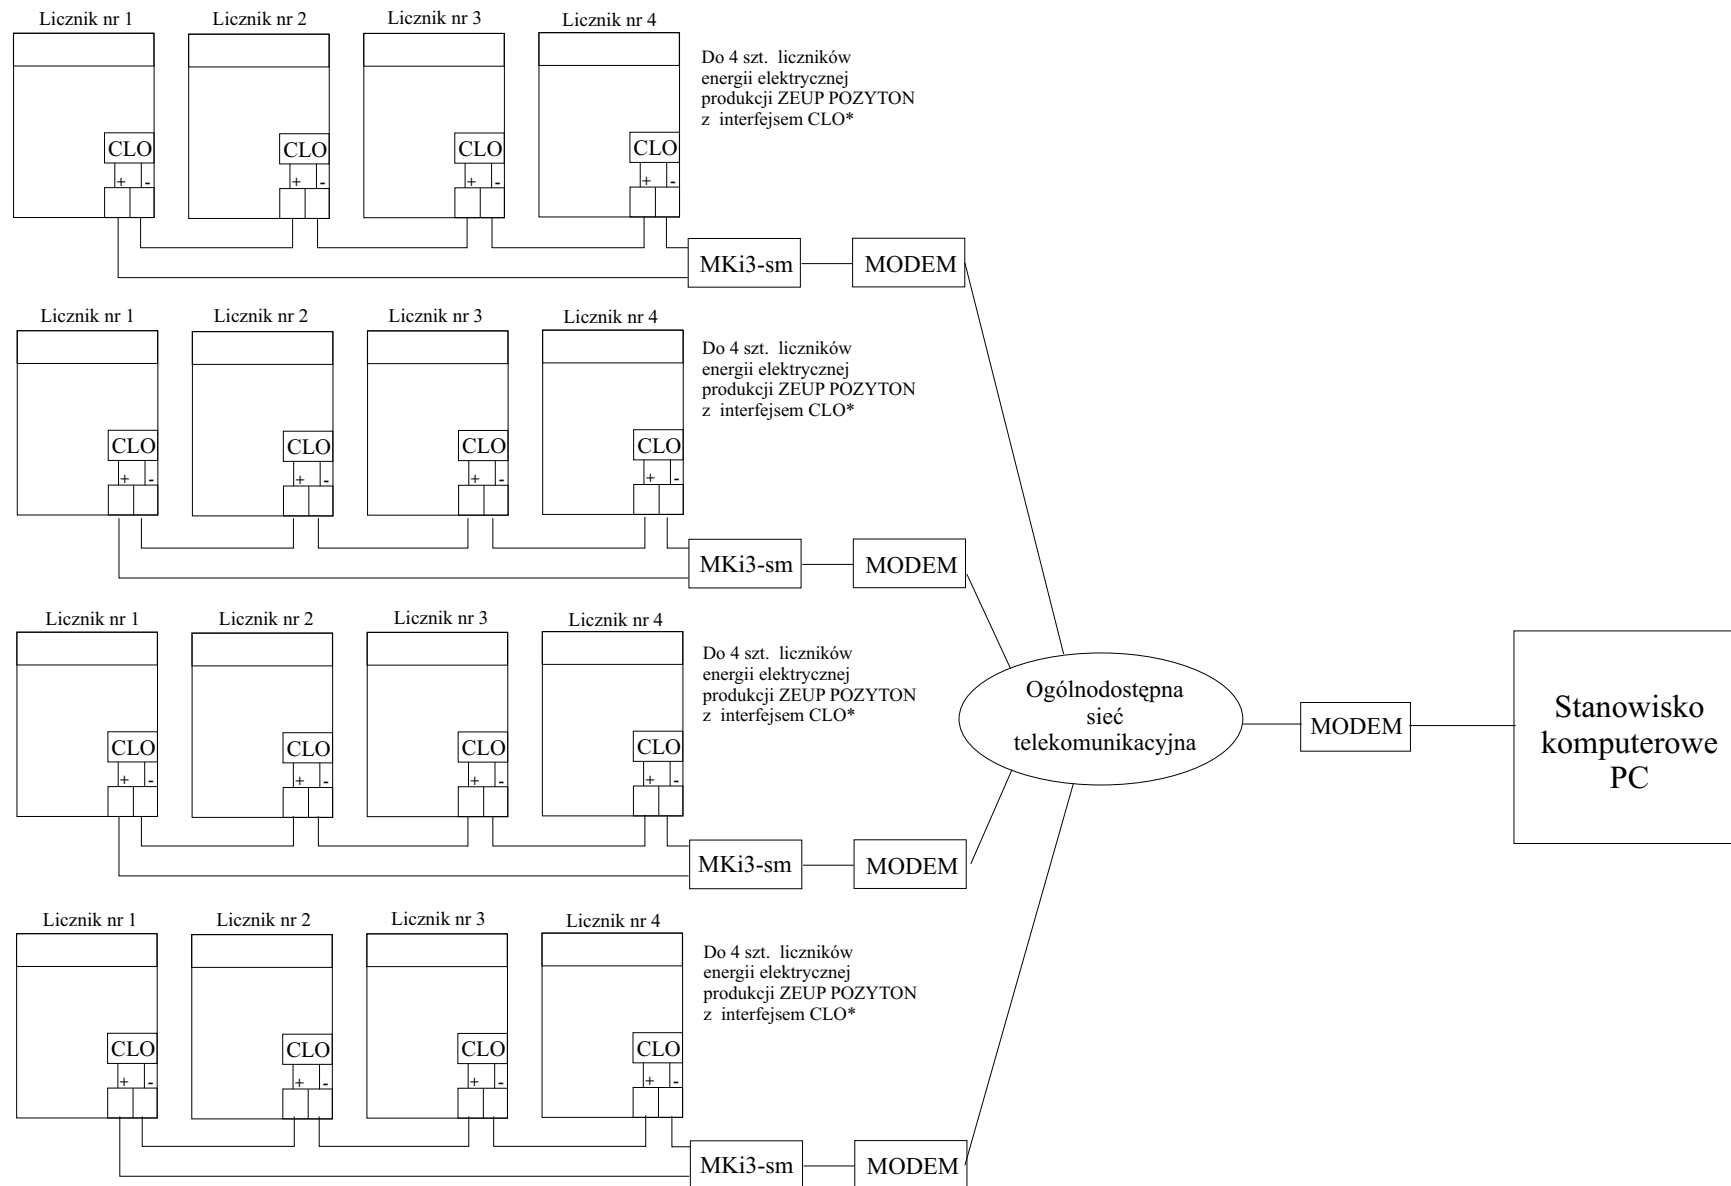 Licznik nr 1
Licznik nr 2
Licznik nr 3
Licznik nr 4
Do 4 szt. liczników
energii elektrycznej
produkcji ZEUP POZYTON
z interfejsem CLO*
CLO
CLO
CLO
CLO
+ -
+ -
+ -
+ -
MKi3-sm
MODEM
Licznik nr 1
Licznik nr 2
Licznik nr 3
Licznik nr 4
Do 4 szt. liczników
energii elektrycznej
produkcji ZEUP POZYTON
z interfejsem CLO*
CLO
CLO
CLO
CLO
+ -
+ -
+ -
+ -
MKi3-sm
MODEM
Licznik nr 1
Licznik nr 2
Licznik nr 3
Licznik nr 4
Do 4 szt. liczników
energii elektrycznej
produkcji ZEUP POZYTON
z interfejsem CLO*
CLO
CLO
CLO
CLO
+ -
+ -
+ -
+ -
MKi3-sm
MODEM
Licznik nr 1
Licznik nr 2
Licznik nr 3
Licznik nr 4
Do 4 szt. liczników
energii elektrycznej
produkcji ZEUP POZYTON
z interfejsem CLO*
CLO
CLO
CLO
CLO
+ -
+ -
+ -
+ -
MKi3-sm
MODEM
Ogólnodostępna
sieć
telekomunikacyjna
MODEM
Stanowisko
komputerowe
PC